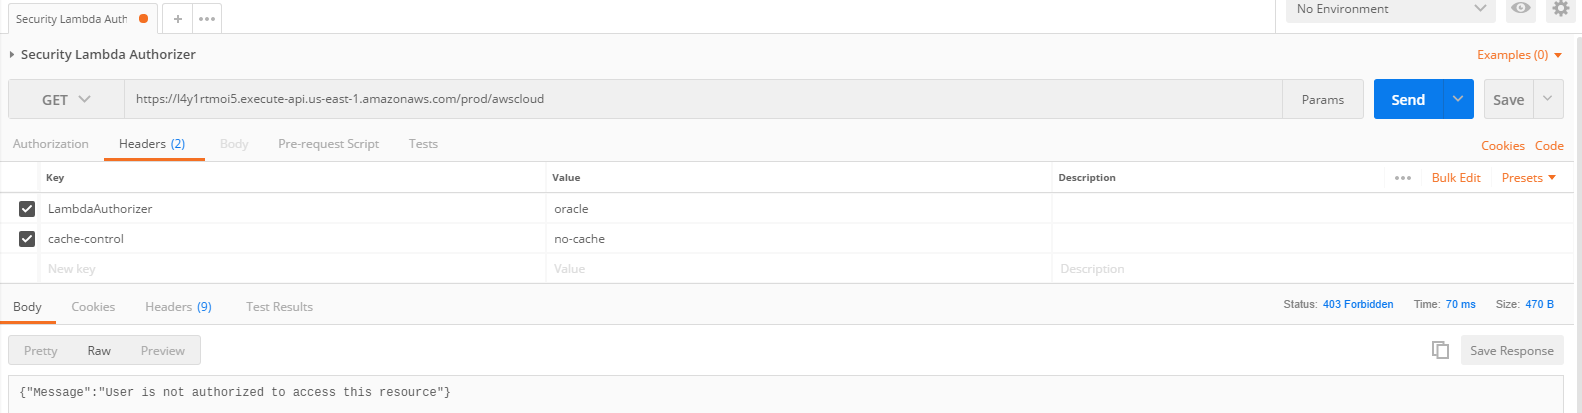 Security Lambda Auth
No Environment
Security Lambda Authorizer
Examples (0)
GET
https://l4y1rtmoi5.execute-api.us-east-1.amazonaws.com/prod/awscloud
Params
Send
Save
Authorization
Headers (2)
Body
Pre-request Script
Tests
Cookies
Code
Key
Value
Description
Bulk Edit
Presets
LambdaAuthorizer
oracle
cache-control
no-cache
New key
Value
Description
Body
Cookies
Headers (9)
Test Results
Status: 403 Forbidden
Time: 70 ms
Size: 470 B
Pretty
Raw
Preview
Save Response
{"Message":"User is not authorized to access this resource"}